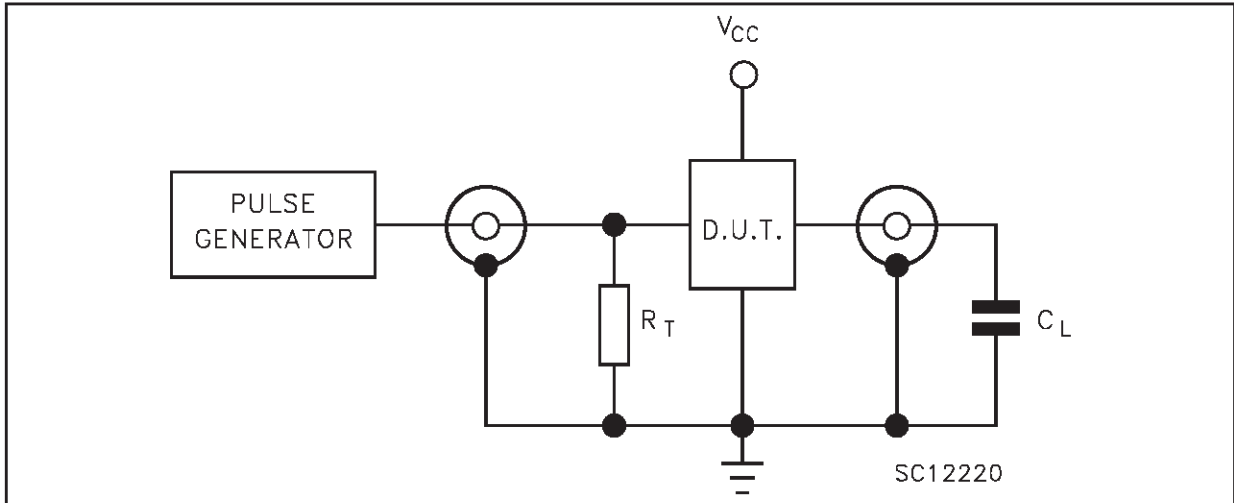 VCC
PULSE
GENERATOR
D.U.T.
RT
CL
SC12220